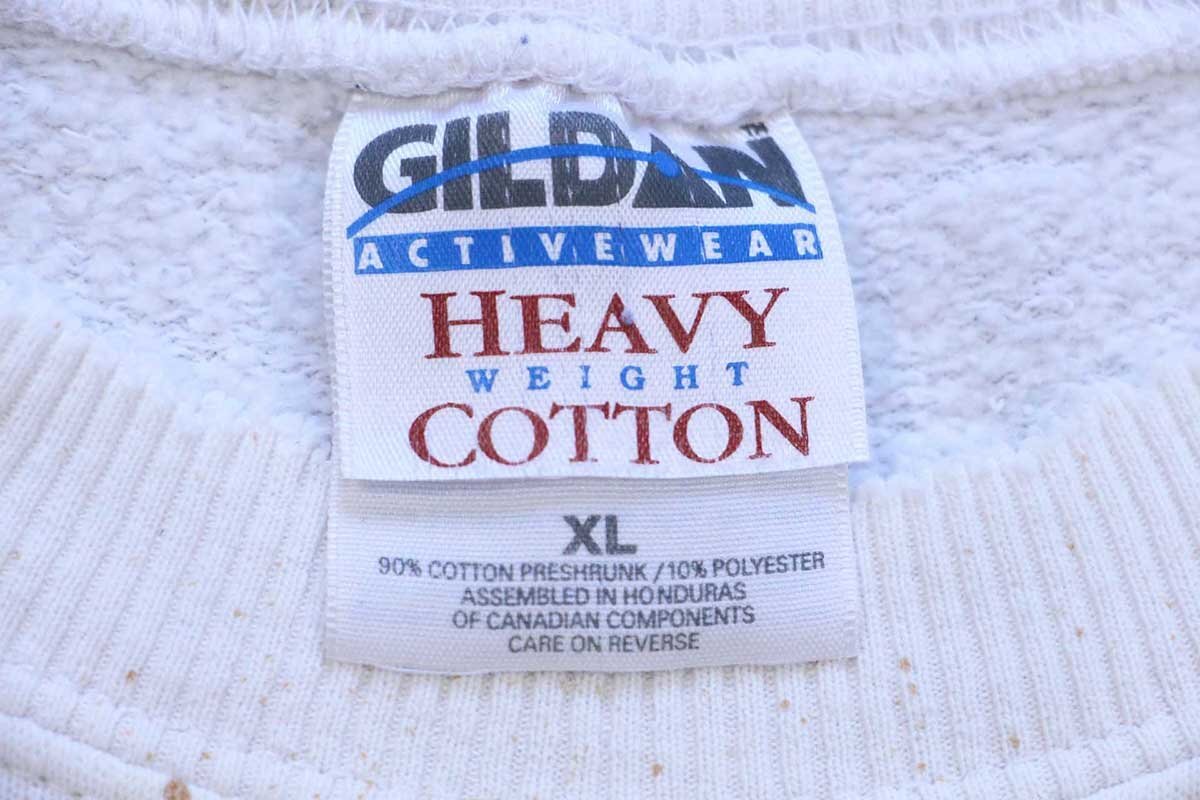 GILDAN™
ACTIVEWEAR
HEAVY
WEIGHT
COTTON
XL
90% COTTON PRESHRUNK / 10% POLYESTER
ASSEMBLED IN HONDURAS
OF CANADIAN COMPONENTS
CARE ON REVERSE